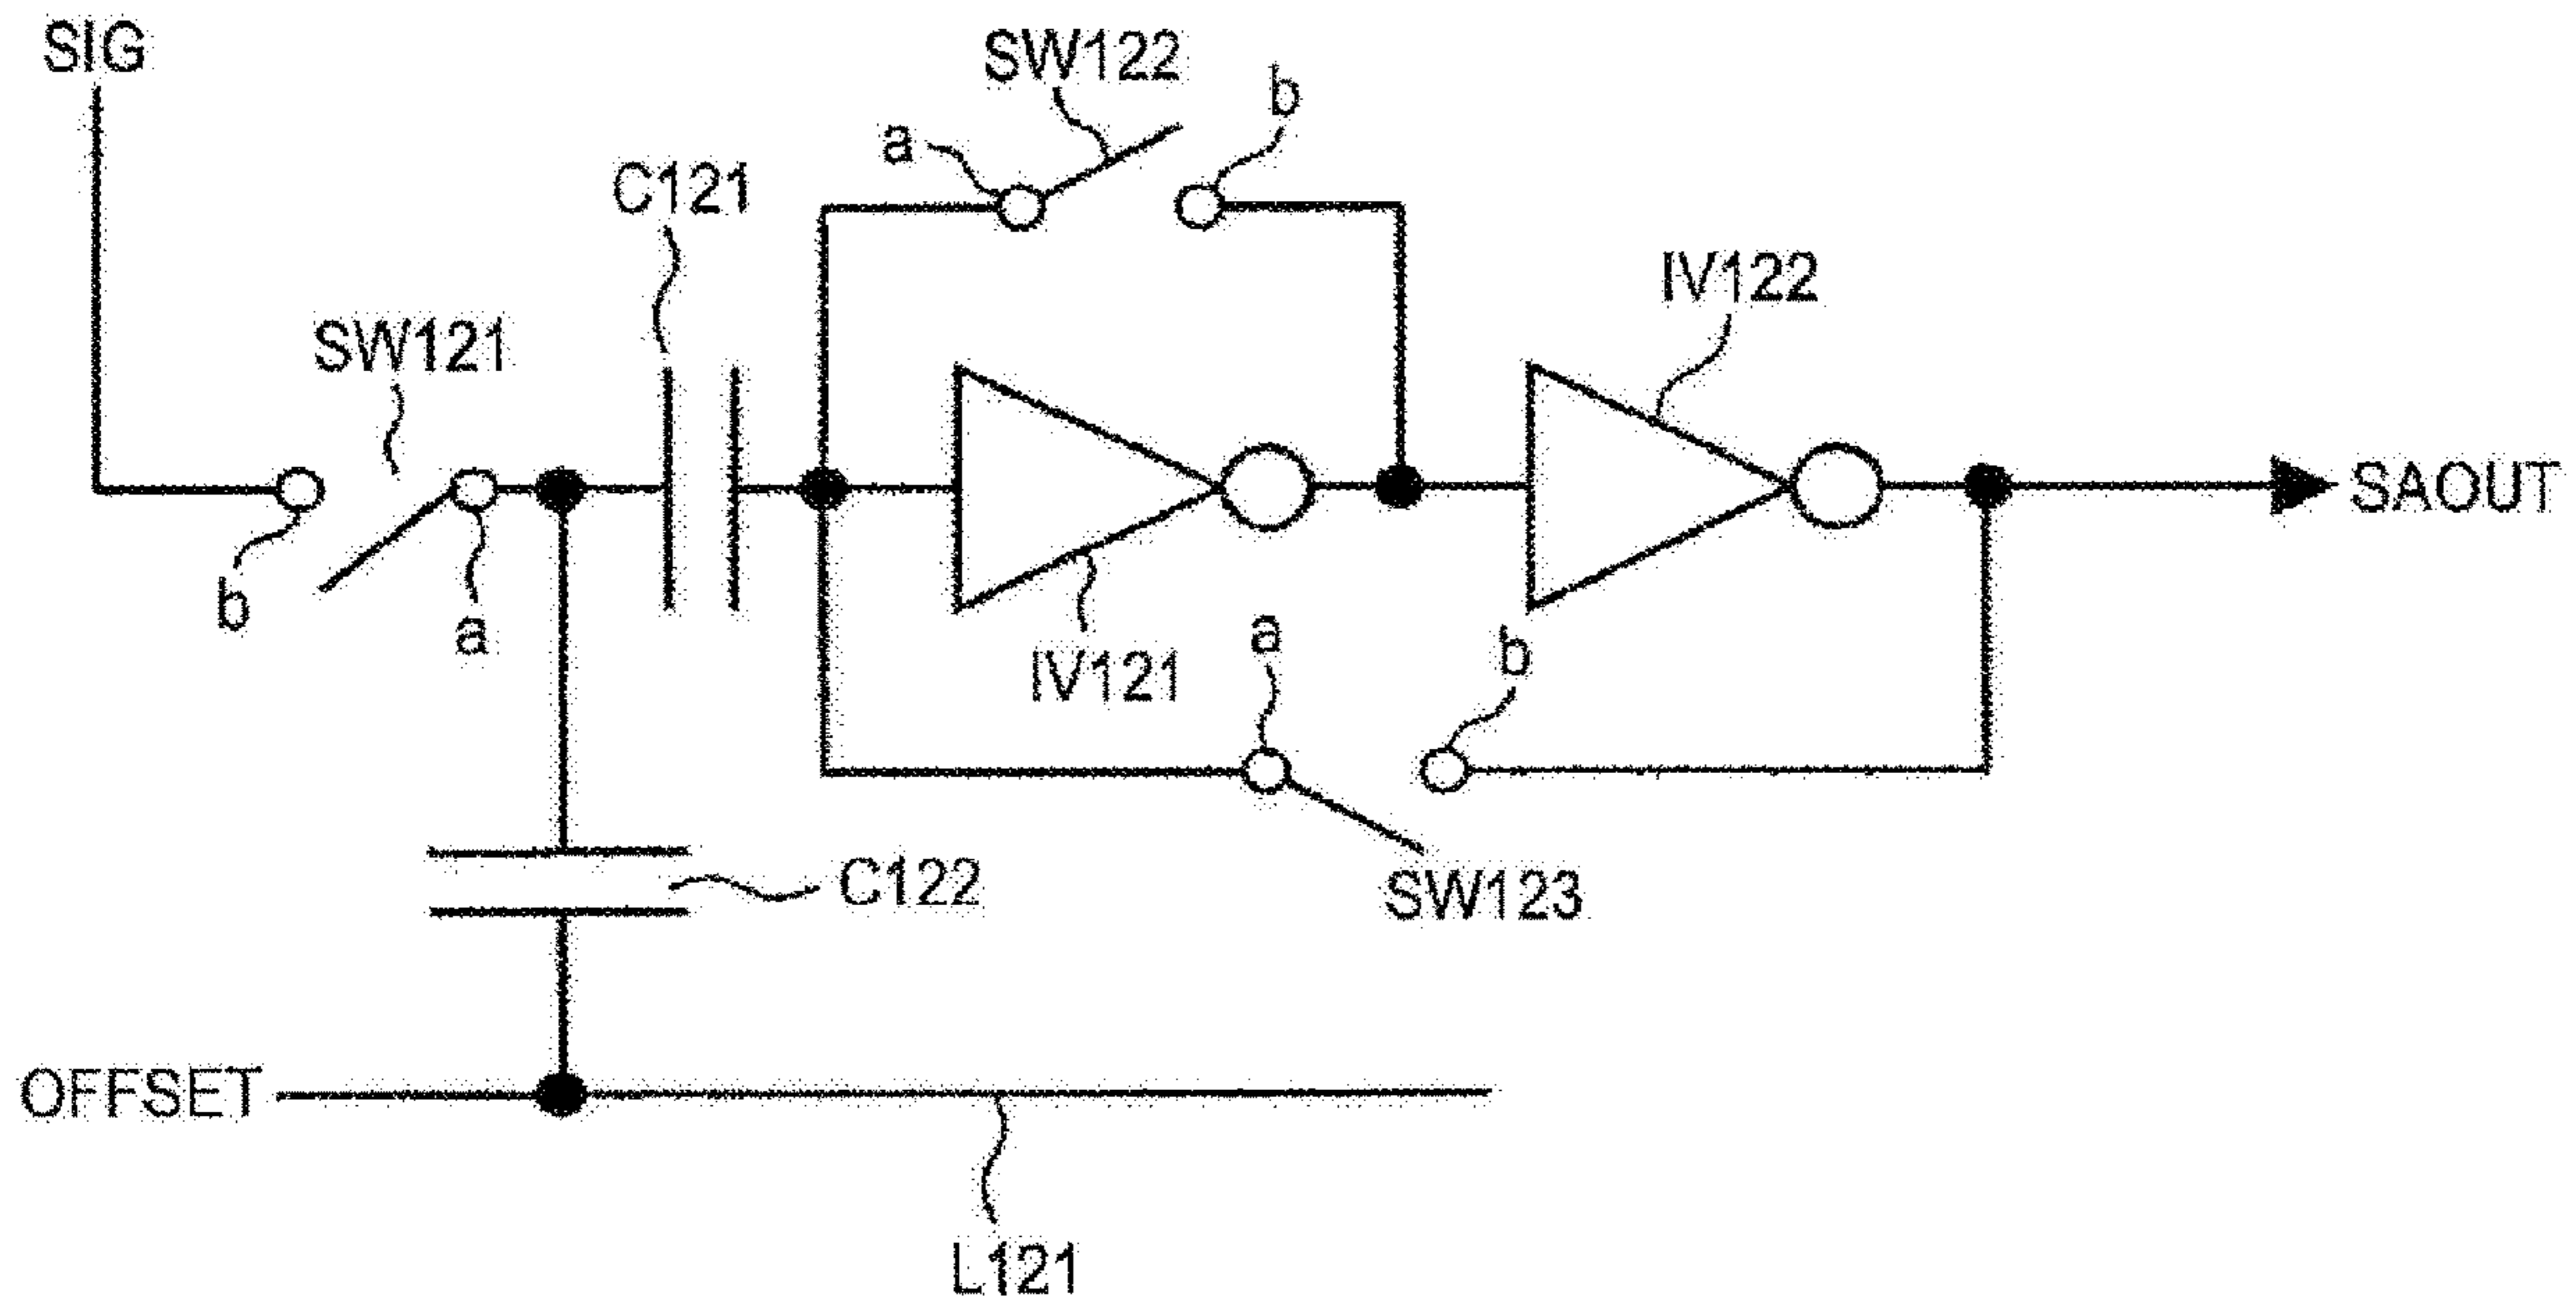 SIG
SW122
b
a
C121
IV122
SW121
SAOUT
b
a
IV121
a
b
C122
SW123
OFFSET
L121